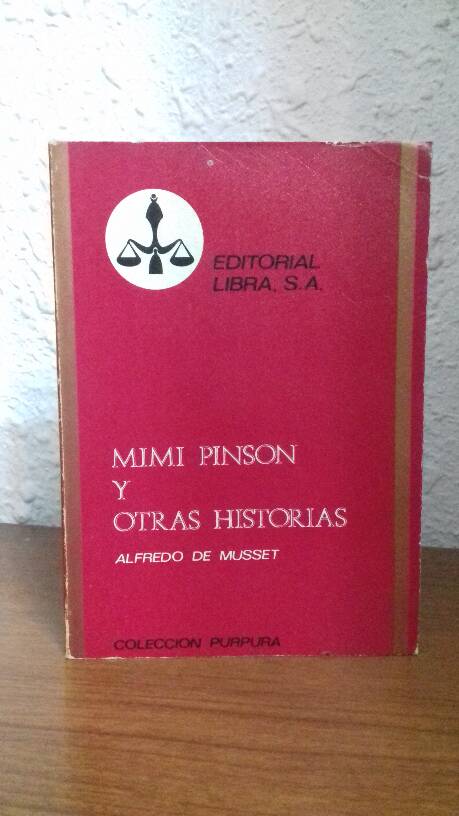 EDITORIAL
LIBRA, S.A.
MIMI PINSON
Y
OTRAS HISTORIAS
ALFREDO DE MUSSET
COLECCION PURPURA